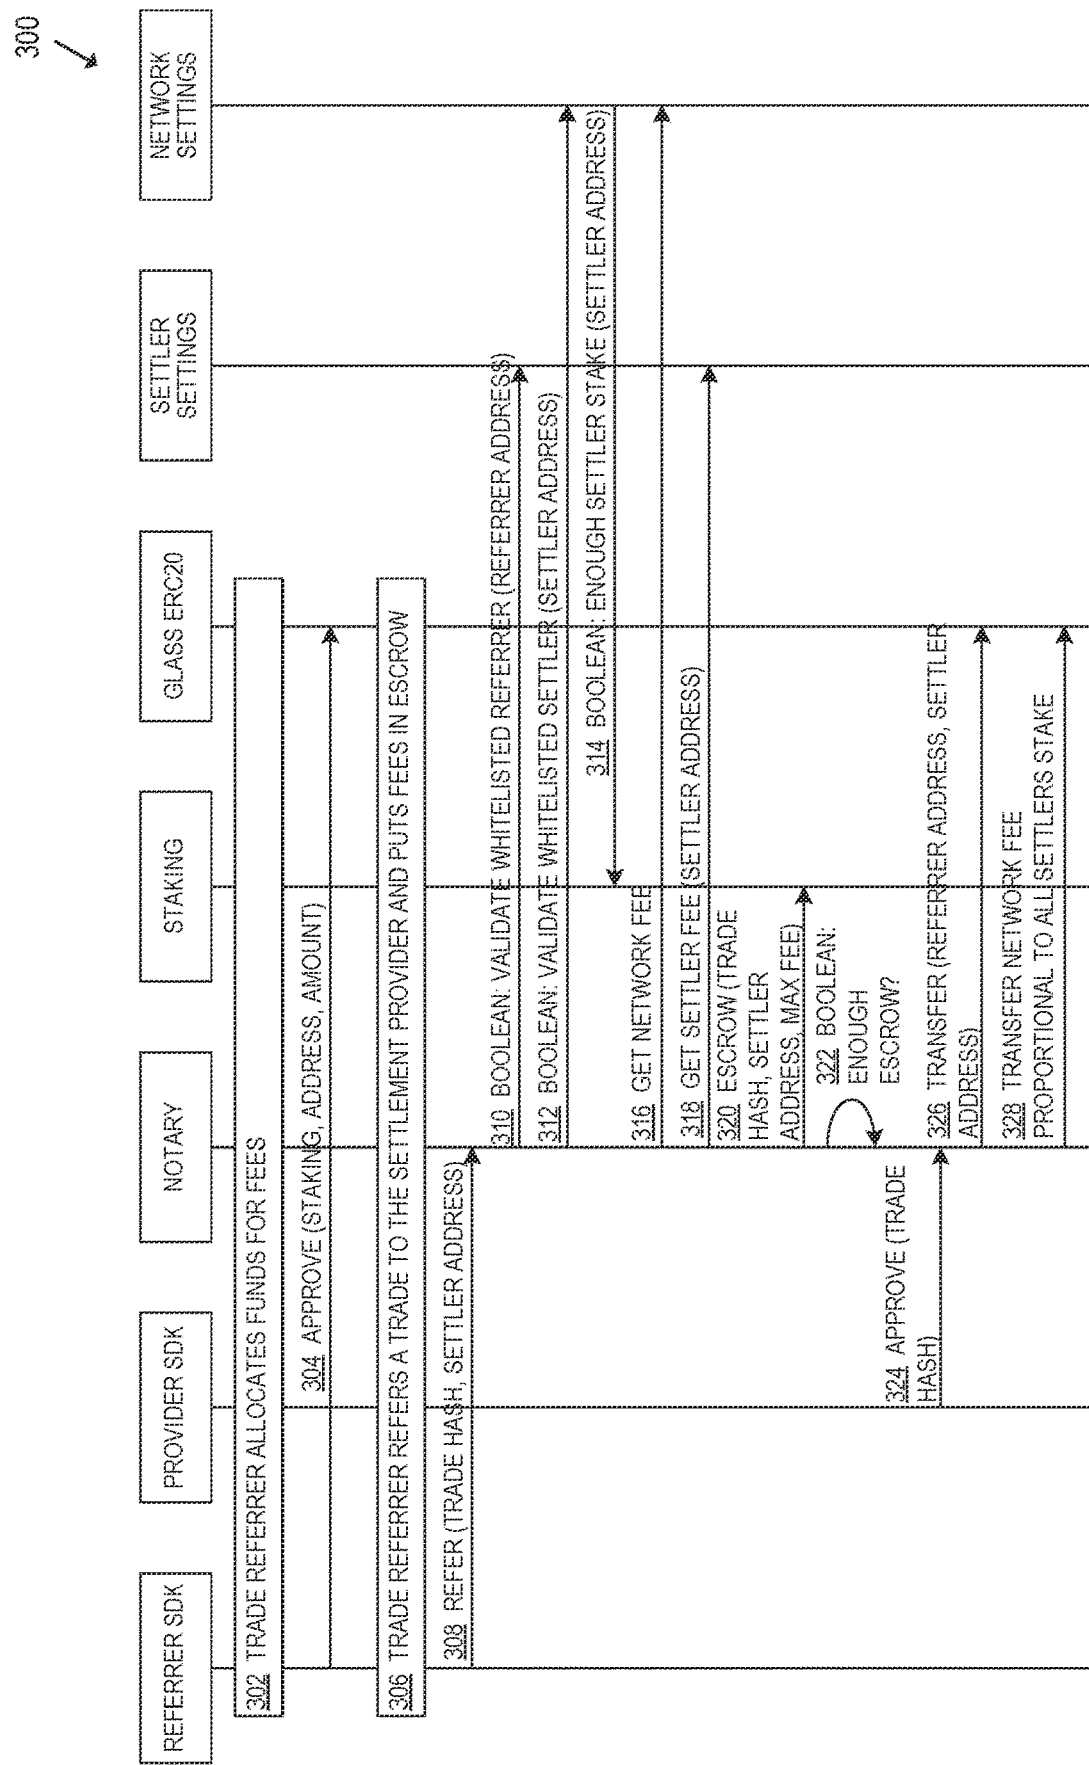 300
REFERRER SDK
PROVIDER SDK
NOTARY
STAKING
GLASS ERC20
SETTLER
SETTINGS
NETWORK
SETTINGS
302 TRADE REFERRER ALLOCATES FUNDS FOR FEES
304 APPROVE (STAKING, ADDRESS, AMOUNT)
306 TRADE REFERRER REFERS A TRADE TO THE SETTLEMENT PROVIDER AND PUTS FEES IN ESCROW
308 REFER (TRADE HASH, SETTLER ADDRESS)
310 BOOLEAN: VALIDATE WHITELISTED REFERRER (REFERRER ADDRESS)
312 BOOLEAN: VALIDATE WHITELISTED SETTLER (SETTLER ADDRESS)
314 BOOLEAN: ENOUGH SETTLER STAKE (SETTLER ADDRESS)
316 GET NETWORK FEE
318 GET SETTLER FEE (SETTLER ADDRESS)
320 ESCROW (TRADE
HASH, SETTLER
ADDRESS, MAX FEE)
322 BOOLEAN:
ENOUGH
ESCROW?
324 APPROVE (TRADE
HASH)
326 TRANSFER (REFERRER ADDRESS, SETTLER
ADDRESS)
328 TRANSFER NETWORK FEE
PROPORTIONAL TO ALL SETTLERS STAKE